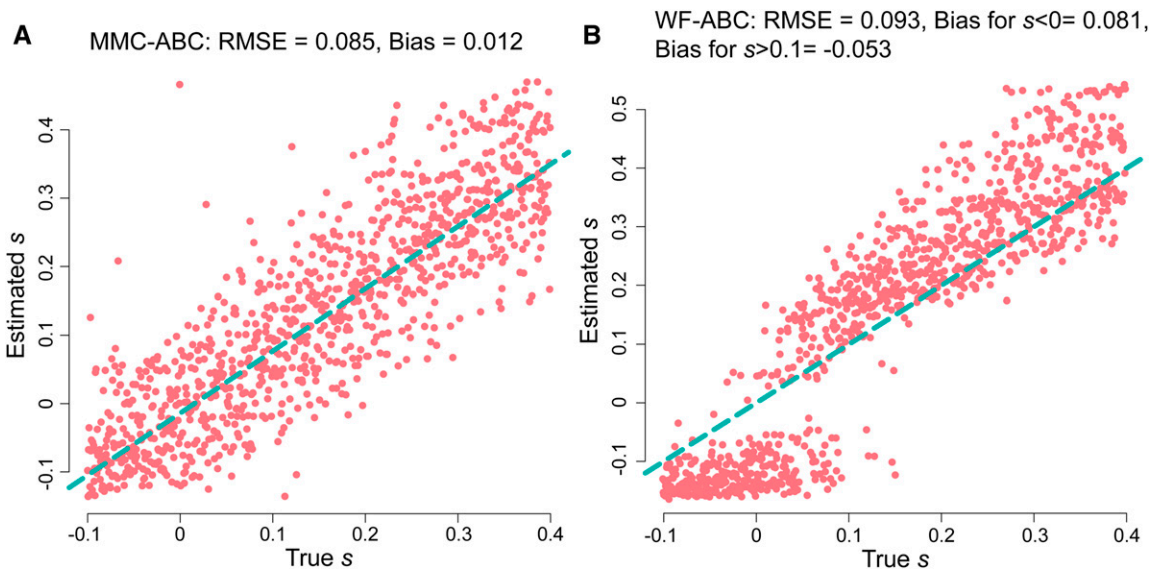 A
MMC-ABC: RMSE = 0.085, Bias = 0.012
Estimated s
0.4
0.3
0.2
0.1
0
-0.1
-0.1 0 0.1 0.2 0.3 0.4
True s
B
WF-ABC: RMSE = 0.093, Bias for s<0= 0.081,
Bias for s>0.1= -0.053
Estimated s
0.5
0.4
0.3
0.2
0.1
0
-0.1
-0.1 0 0.1 0.2 0.3 0.4
True s